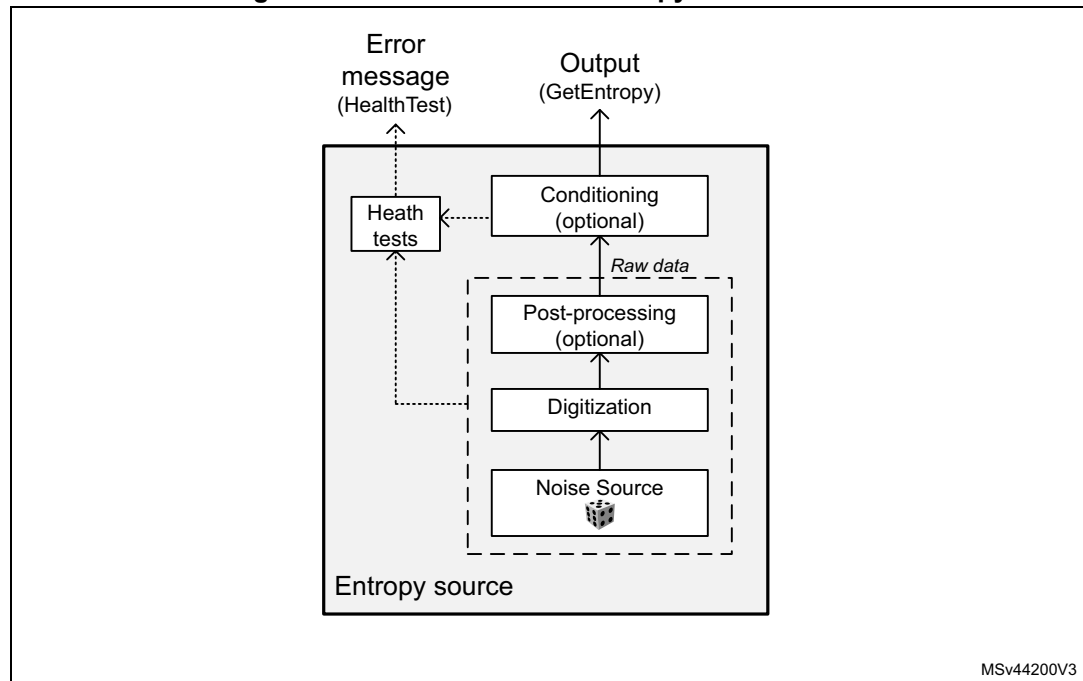 Error
message
(HealthTest)
Output
(GetEntropy)
Conditioning
(optional)
Heath
tests
Raw data
Post-processing
(optional)
Digitization
Noise Source
Entropy source
MSv44200V3